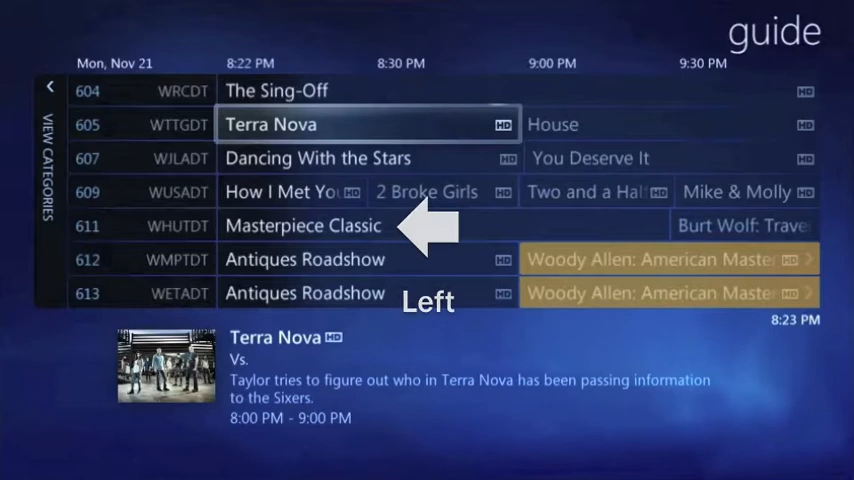 guide
Mon, Nov 21 8:22 PM 8:30 PM 9:00 PM 9:30 PM
VIEW CATEGORIES
604 WRCDT The Sing-Off HD
605 WTTGDT Terra Nova HD House HD
607 WJLADT Dancing With the Stars HD You Deserve It HD
609 WUSADT How I Met You HD 2 Broke Girls HD Two and a Half HD Mike & Molly HD
611 WHUTDT Masterpiece Classic Burt Wolf: Trave
612 WMPTDT Antiques Roadshow HD Woody Allen: American Master HD
613 WETADT Antiques Roadshow HD Woody Allen: American Master HD
Left
8:23 PM
Terra Nova HD
Vs.
Taylor tries to figure out who in Terra Nova has been passing information
to the Sixers.
8:00 PM - 9:00 PM